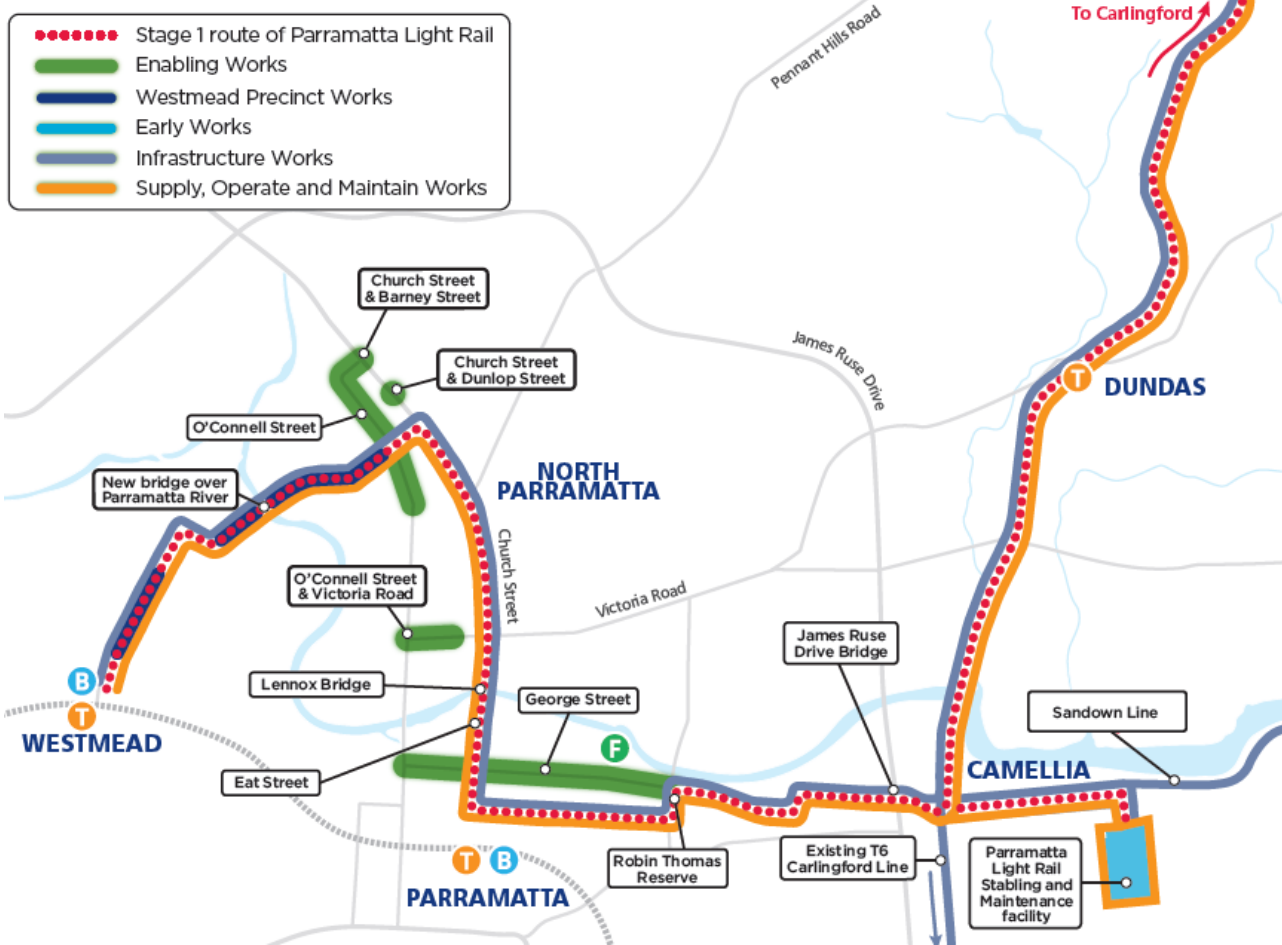 To Carlingford
Stage 1 route of Parramatta Light Rail
Enabling Works
Westmead Precinct Works
Early Works
Infrastructure Works
Supply, Operate and Maintain Works
Pennant Hills Road
Church Street
& Barney Street
James Ruse Drive
Church Street
& Dunlop Street
DUNDAS
T
O'Connell Street
NORTH
PARRAMATTA
New bridge over
Parramatta River
Church Street
O'Connell Street
& Victoria Road
Victoria Road
James Ruse
Drive Bridge
B
Lennox Bridge
George Street
Sandown Line
T
WESTMEAD
F
Eat Street
CAMELLIA
T
B
PARRAMATTA
Robin Thomas
Reserve
Existing T6
Carlingford Line
Parramatta
Light Rail
Stabling and
Maintenance
facility